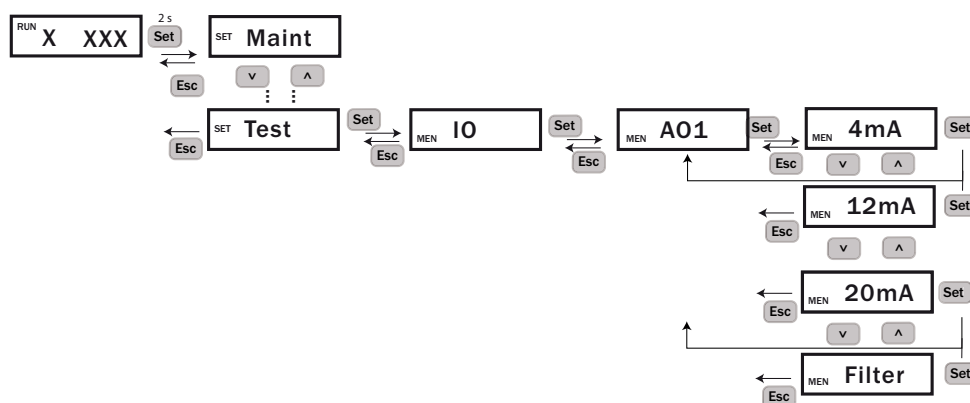 2 s
RUN X XXX Set SET Maint
Esc v ʌ
SET Test Set MEN IO Set MEN AO1 Set MEN 4mA Set
Esc Esc Esc Esc v ʌ
MEN 12mA Set
Esc
v ʌ
MEN 20mA Set
Esc
v ʌ
MEN Filter Set
Esc